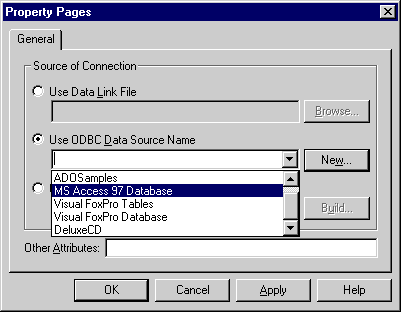 Property Pages
General
Source of Connection
Use Data Link File
Browse...
Use ODBC Data Source Name
New...
ADOSamples
MS Access 97 Database
Visual FoxPro Tables
Visual FoxPro Database
DeluxeCD
Build...
Other Attributes:
OK
Cancel
Apply
Help